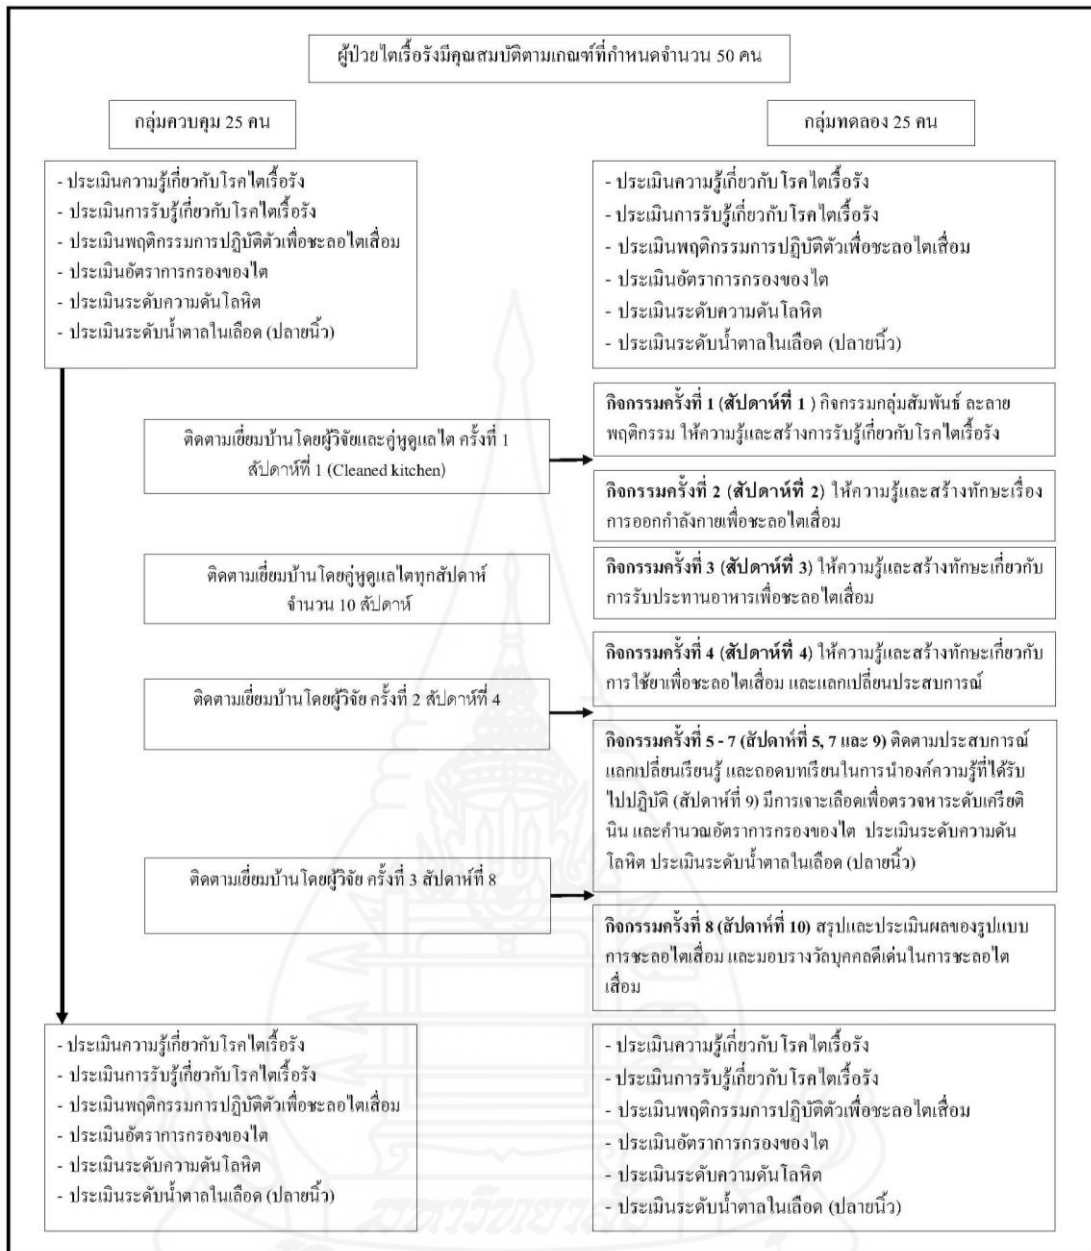 ผู้ป่วยไตเรื้อรังมีคุณสมบัติตามเกณฑ์ที่กำหนดจำนวน 50 คน
กลุ่มควบคุม 25 คน
กลุ่มทดลอง 25 คน
- ประเมินความรู้เกี่ยวกับโรคไตเรื้อรัง
- ประเมินการรับรู้เกี่ยวกับโรคไตเรื้อรัง
- ประเมินพฤติกรรมการปฏิบัติตัวเพื่อชะลอไตเสื่อม
- ประเมินอัตราการกรองของไต
- ประเมินระดับความดันโลหิต
- ประเมินระดับน้ำตาลในเลือด (ปลายนิ้ว)
- ประเมินความรู้เกี่ยวกับโรคไตเรื้อรัง
- ประเมินการรับรู้เกี่ยวกับโรคไตเรื้อรัง
- ประเมินพฤติกรรมการปฏิบัติตัวเพื่อชะลอไตเสื่อม
- ประเมินอัตราการกรองของไต
- ประเมินระดับความดันโลหิต
- ประเมินระดับน้ำตาลในเลือด (ปลายนิ้ว)
ติดตามเยี่ยมบ้านโดยผู้วิจัยและคู่หูดูแลไต ครั้งที่ 1
สัปดาห์ที่ 1 (Cleaned kitchen)
กิจกรรมครั้งที่ 1 (สัปดาห์ที่ 1 ) กิจกรรมกลุ่มสัมพันธ์ ละลาย
พฤติกรรม ให้ความรู้และสร้างการรับรู้เกี่ยวกับโรคไตเรื้อรัง
กิจกรรมครั้งที่ 2 (สัปดาห์ที่ 2) ให้ความรู้และสร้างทักษะเรื่อง
การออกกำลังกายเพื่อชะลอไตเสื่อม
ติดตามเยี่ยมบ้านโดยคู่หูดูแลไตทุกสัปดาห์
จำนวน 10 สัปดาห์
กิจกรรมครั้งที่ 3 (สัปดาห์ที่ 3) ให้ความรู้และสร้างทักษะเกี่ยวกับ
การรับประทานอาหารเพื่อชะลอไตเสื่อม
กิจกรรมครั้งที่ 4 (สัปดาห์ที่ 4) ให้ความรู้และสร้างทักษะเกี่ยวกับ
การใช้ยาเพื่อชะลอไตเสื่อม และแลกเปลี่ยนประสบการณ์
ติดตามเยี่ยมบ้านโดยผู้วิจัย ครั้งที่ 2 สัปดาห์ที่ 4
กิจกรรมครั้งที่ 5 - 7 (สัปดาห์ที่ 5, 7 และ 9) ติดตามประสบการณ์
แลกเปลี่ยนเรียนรู้ และถอดบทเรียนในการนำองค์ความรู้ที่ได้รับ
ไปปฏิบัติ (สัปดาห์ที่ 9) มีการเจาะเลือดเพื่อตรวจหาระดับเครียติ
นิน และคำนวณอัตราการกรองของไต ประเมินระดับความดัน
โลหิต ประเมินระดับน้ำตาลในเลือด (ปลายนิ้ว)
ติดตามเยี่ยมบ้านโดยผู้วิจัย ครั้งที่ 3 สัปดาห์ที่ 8
กิจกรรมครั้งที่ 8 (สัปดาห์ที่ 10) สรุปและประเมินผลของรูปแบบ
การชะลอไตเสื่อม และมอบรางวัลบุคคลดีเด่นในการชะลอไต
เสื่อม
- ประเมินความรู้เกี่ยวกับโรคไตเรื้อรัง
- ประเมินการรับรู้เกี่ยวกับโรคไตเรื้อรัง
- ประเมินพฤติกรรมการปฏิบัติตัวเพื่อชะลอไตเสื่อม
- ประเมินอัตราการกรองของไต
- ประเมินระดับความดันโลหิต
- ประเมินระดับน้ำตาลในเลือด (ปลายนิ้ว)
- ประเมินความรู้เกี่ยวกับโรคไตเรื้อรัง
- ประเมินการรับรู้เกี่ยวกับโรคไตเรื้อรัง
- ประเมินพฤติกรรมการปฏิบัติตัวเพื่อชะลอไตเสื่อม
- ประเมินอัตราการกรองของไต
- ประเมินระดับความดันโลหิต
- ประเมินระดับน้ำตาลในเลือด (ปลายนิ้ว)